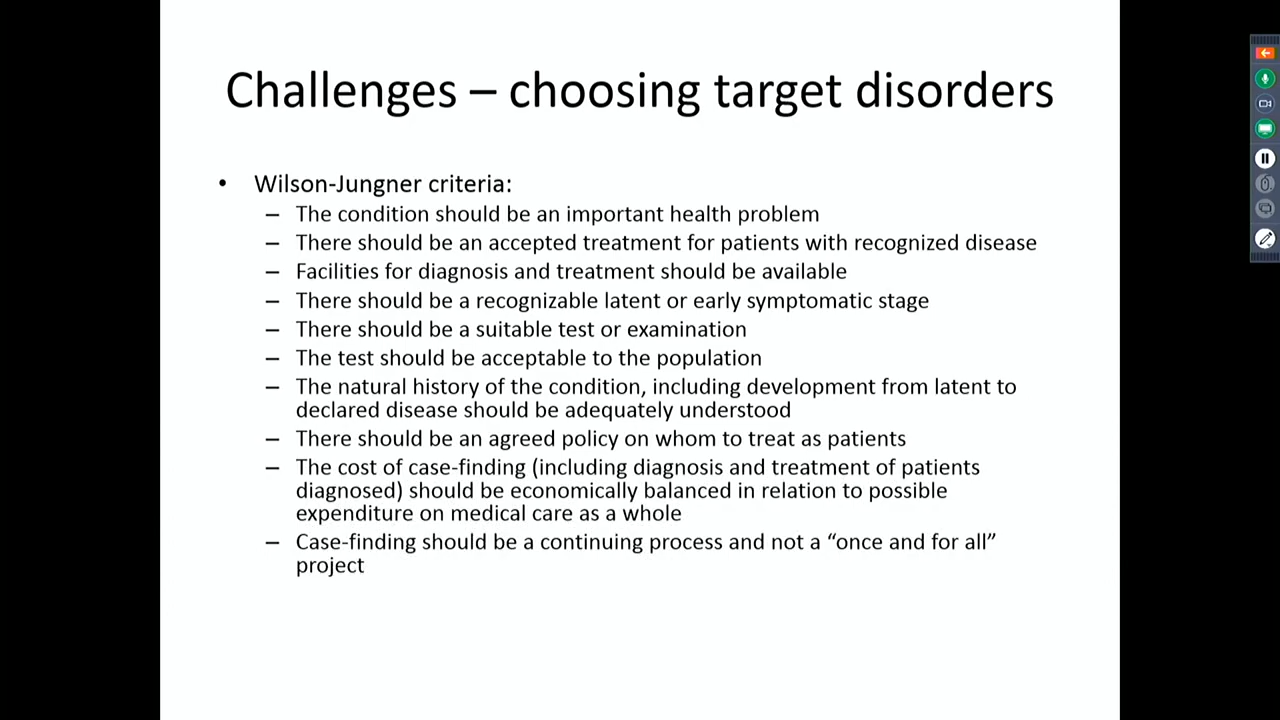 Challenges – choosing target disorders
• Wilson-Jungner criteria:
– The condition should be an important health problem
– There should be an accepted treatment for patients with recognized disease
– Facilities for diagnosis and treatment should be available
– There should be a recognizable latent or early symptomatic stage
– There should be a suitable test or examination
– The test should be acceptable to the population
– The natural history of the condition, including development from latent to
declared disease should be adequately understood
– There should be an agreed policy on whom to treat as patients
– The cost of case-finding (including diagnosis and treatment of patients
diagnosed) should be economically balanced in relation to possible
expenditure on medical care as a whole
– Case-finding should be a continuing process and not a “once and for all”
project